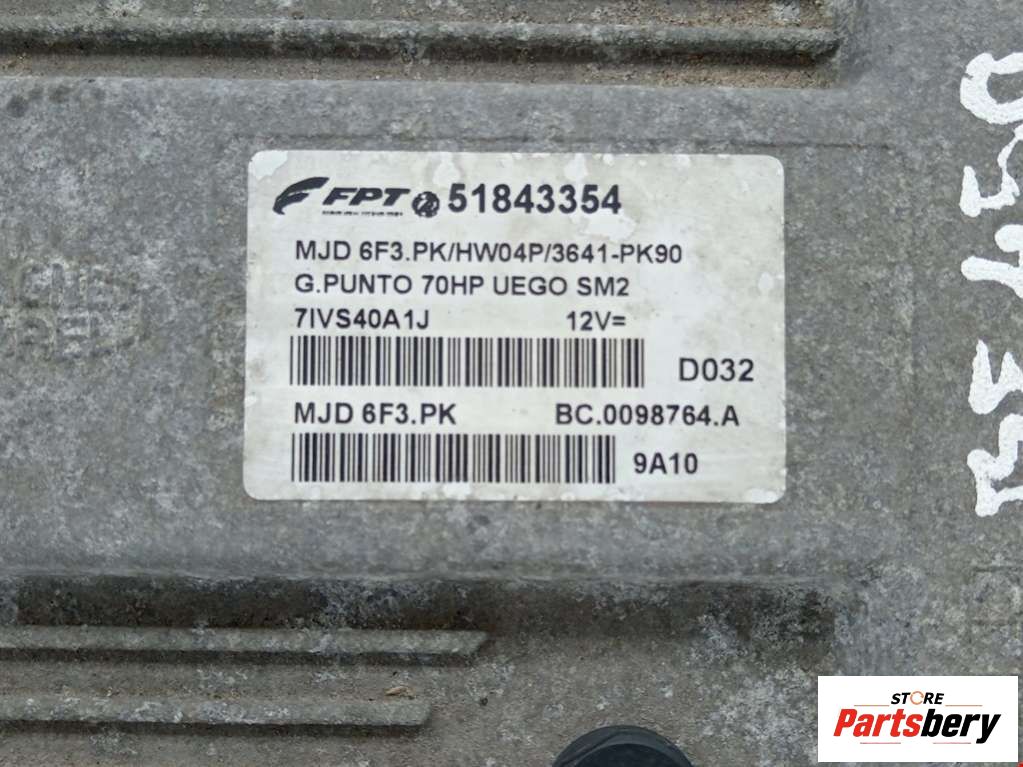 FPT 51843354
MJD 6F3.PK/HW04P/3641-PK90
G.PUNTO 70HP UEGO SM2
7IVS40A1J 12V=
D032
MJD 6F3.PK BC.0098764.A
9A10
STORE
Partsbery